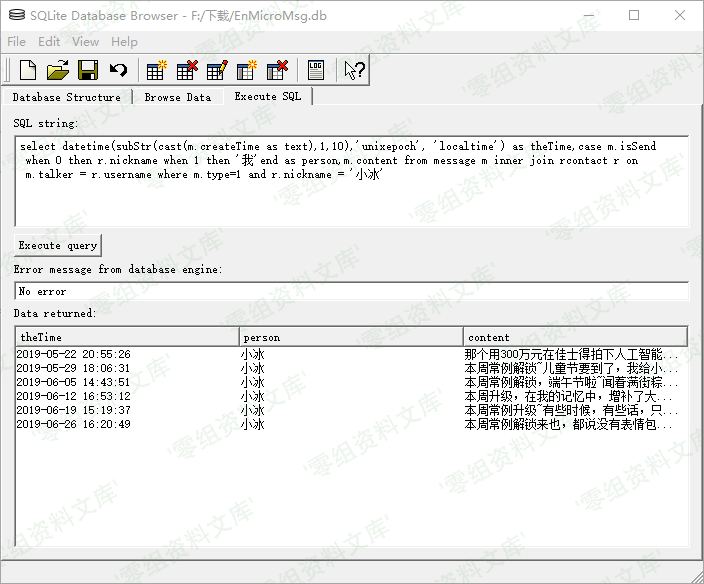 SQLite Database Browser - F:/下载/EnMicroMsg.db
File Edit View Help
Database Structure Browse Data Execute SQL
SQL string:
select datetime(subStr(cast(m.createTime as text),1,10),'unixepoch', 'localtime') as theTime,case m.isSend
when 0 then r.nickname when 1 then '我'end as person,m.content from message m inner join rcontact r on
m.talker = r.username where m.type=1 and r.nickname = '小冰'
Execute query
Error message from database engine:
No error
Data returned:
theTime person content
2019-05-22 20:55:26 小冰 那个用300万元在佳士得拍下人工智能...
2019-05-29 18:06:31 小冰 本周常例解锁~儿童节要到了，我给小...
2019-06-05 14:43:51 小冰 本周常例解锁，端午节啦~闻着满街粽...
2019-06-12 16:53:12 小冰 本周升级，在我的记忆中，增补了大...
2019-06-19 15:19:37 小冰 本周常例升级~有些时候，有些话，只...
2019-06-26 16:20:49 小冰 本周常例解锁来也，都说没有表情包...
'零组资料文库'